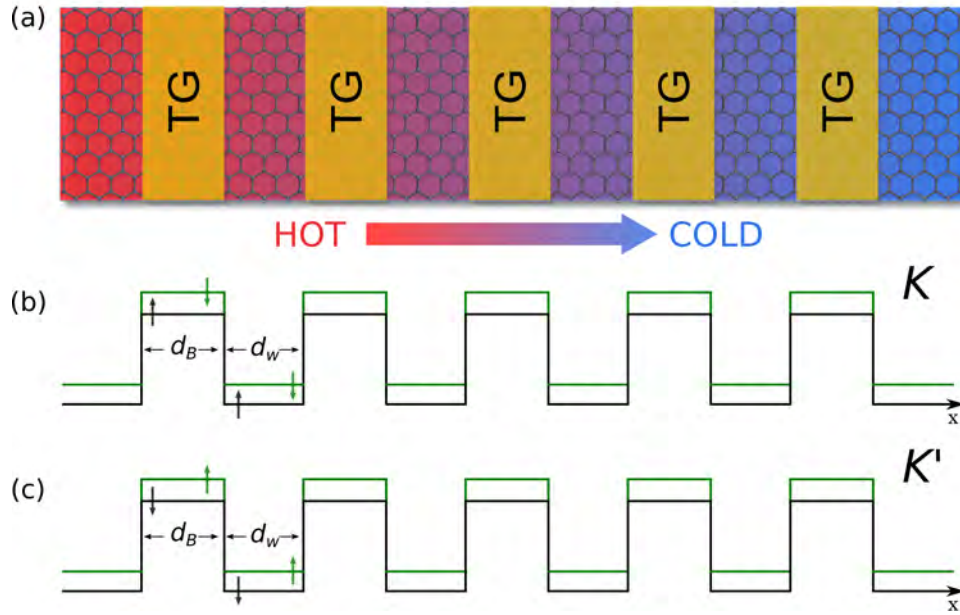 (a)
TG TG TG TG TG
HOT COLD
(b) K
d_B d_w
x
(c) K'
d_B d_w
x